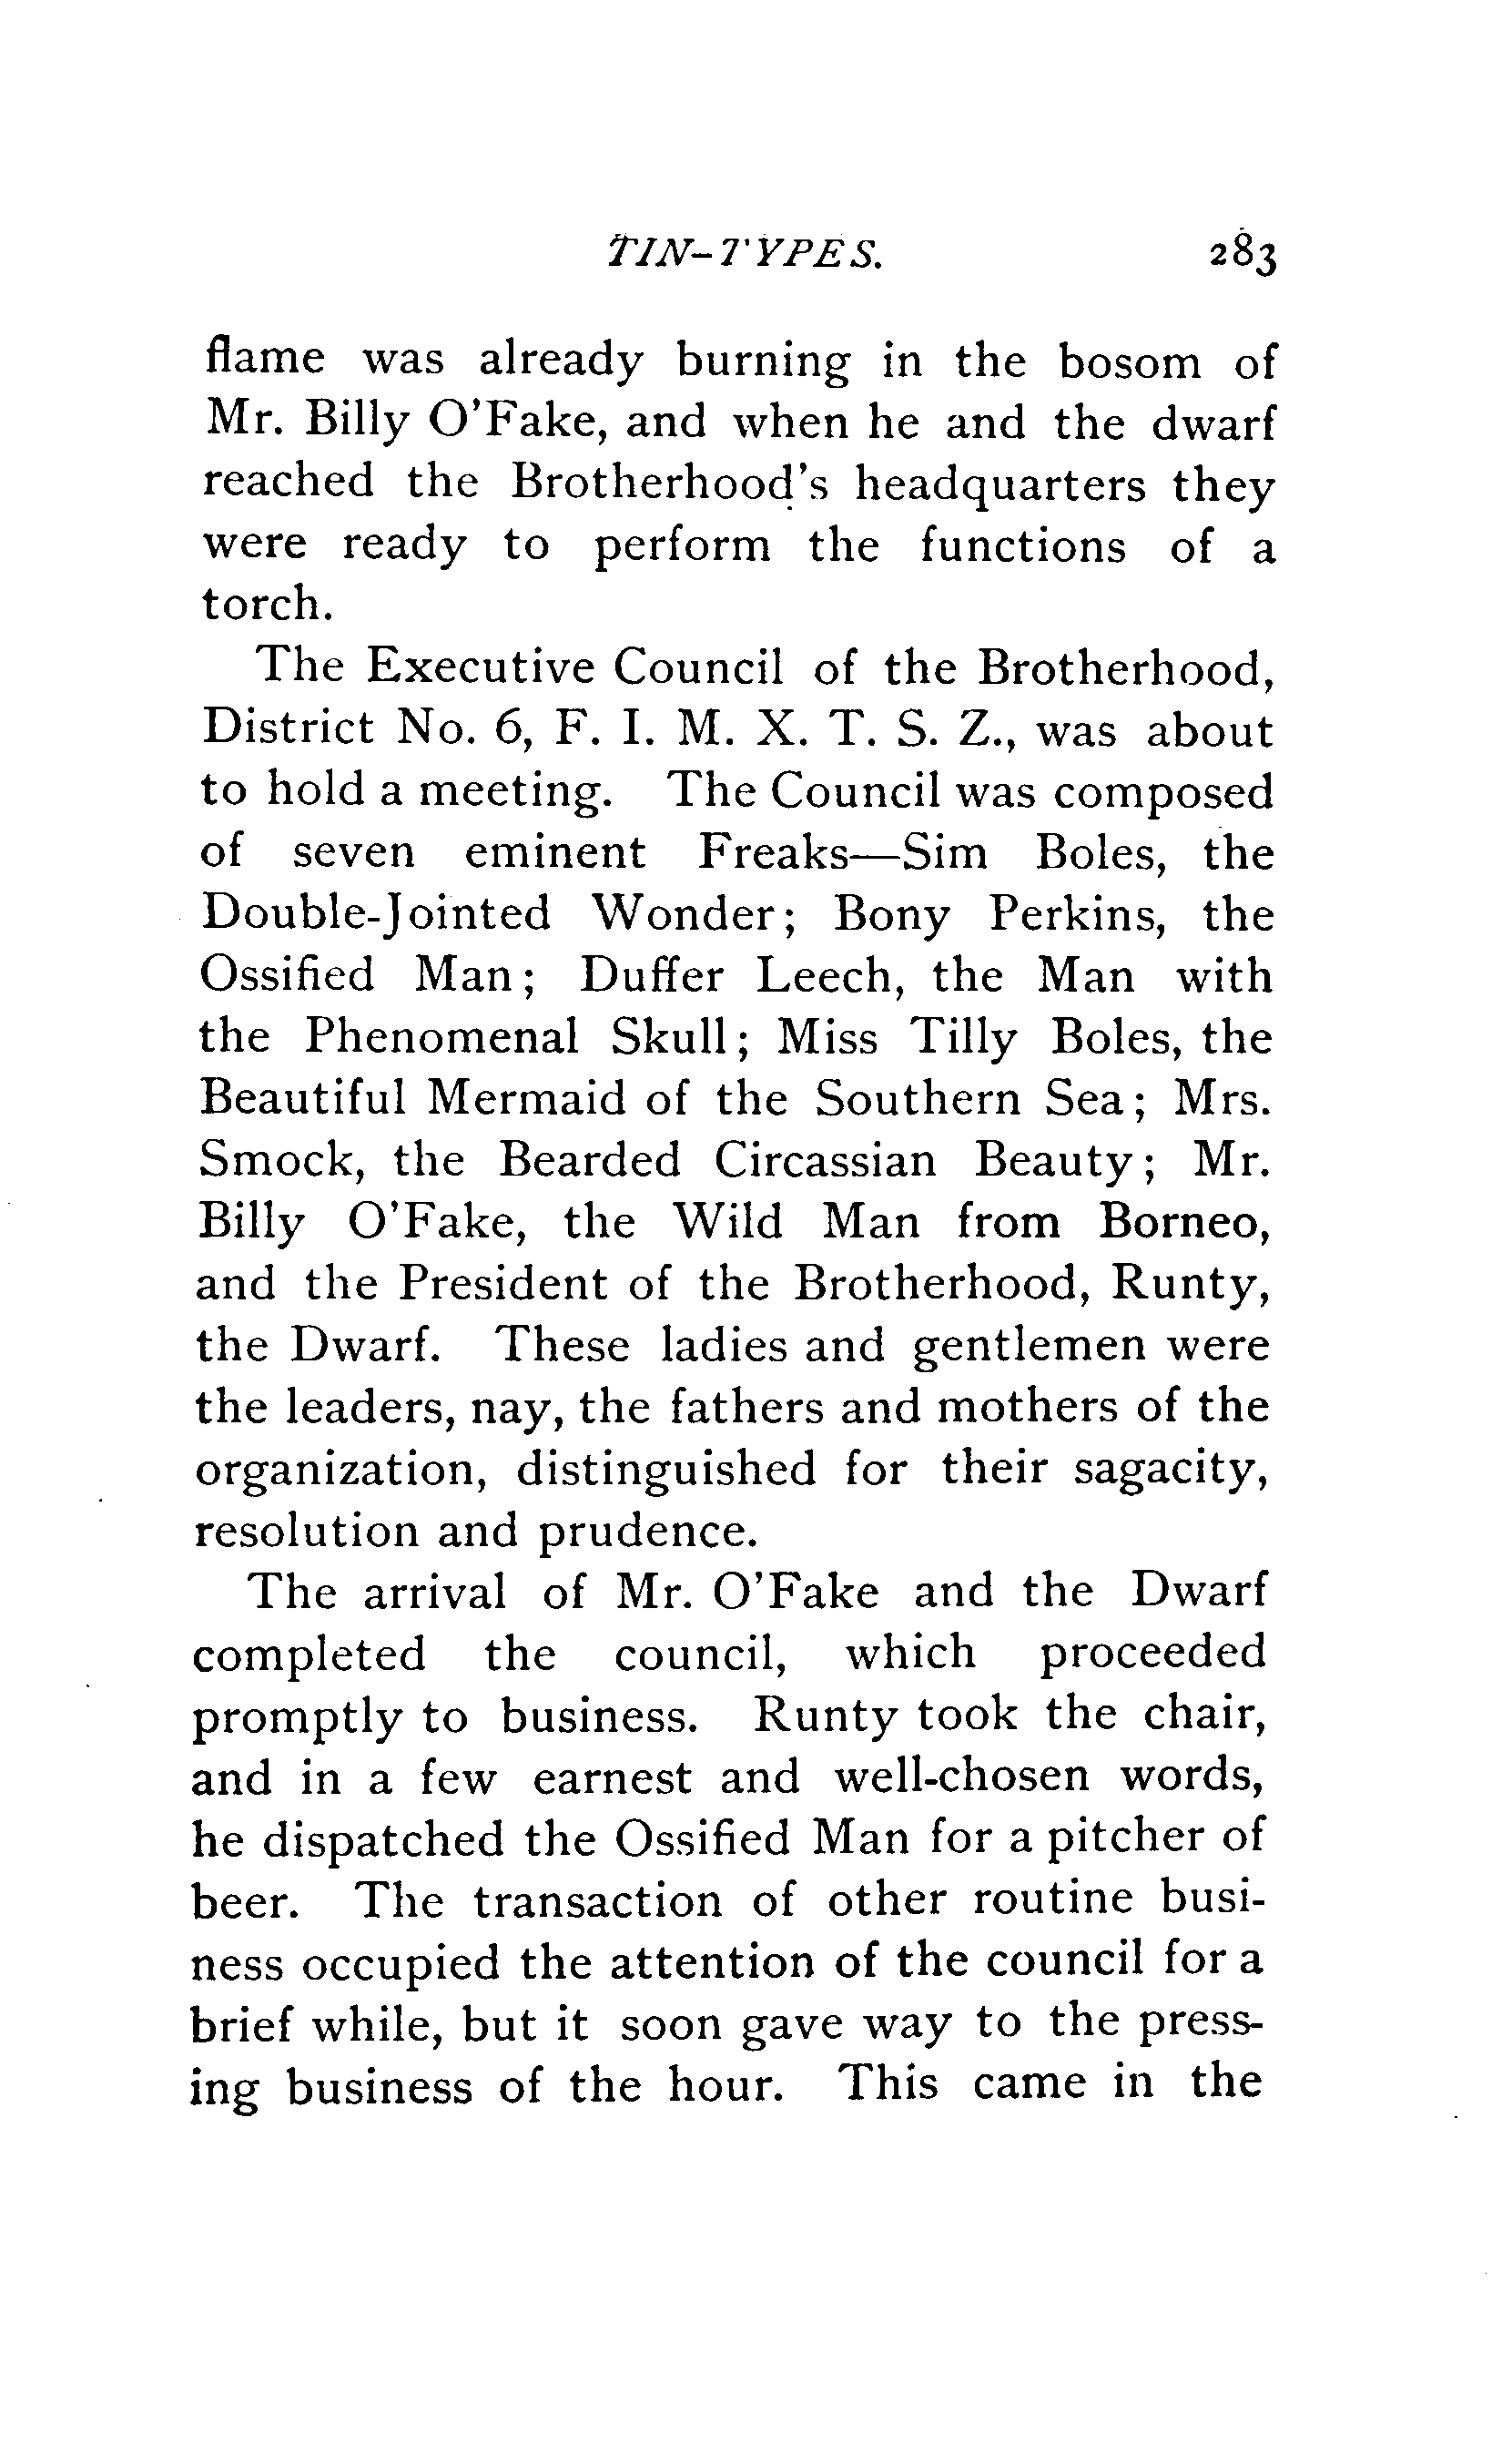 TIN-TYPES. 283
flame was already burning in the bosom of
Mr. Billy O'Fake, and when he and the dwarf
reached the Brotherhood's headquarters they
were ready to perform the functions of a
torch.
The Executive Council of the Brotherhood,
District No. 6, F. I. M. X. T. S. Z., was about
to hold a meeting. The Council was composed
of seven eminent Freaks—Sim Boles, the
Double-Jointed Wonder; Bony Perkins, the
Ossified Man; Duffer Leech, the Man with
the Phenomenal Skull; Miss Tilly Boles, the
Beautiful Mermaid of the Southern Sea; Mrs.
Smock, the Bearded Circassian Beauty; Mr.
Billy O'Fake, the Wild Man from Borneo,
and the President of the Brotherhood, Runty,
the Dwarf. These ladies and gentlemen were
the leaders, nay, the fathers and mothers of the
organization, distinguished for their sagacity,
resolution and prudence.
The arrival of Mr. O'Fake and the Dwarf
completed the council, which proceeded
promptly to business. Runty took the chair,
and in a few earnest and well-chosen words,
he dispatched the Ossified Man for a pitcher of
beer. The transaction of other routine busi-
ness occupied the attention of the council for a
brief while, but it soon gave way to the press-
ing business of the hour. This came in the